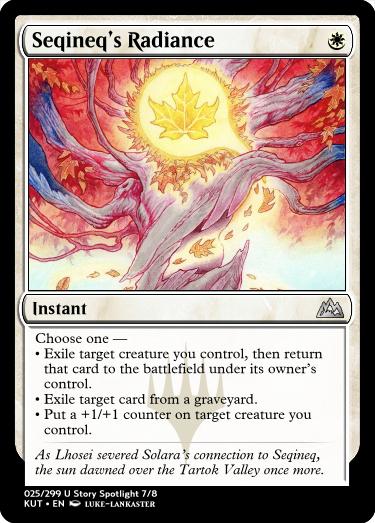 Seqineq's Radiance
Instant
Choose one —
• Exile target creature you control, then return
that card to the battlefield under its owner's
control.
• Exile target card from a graveyard.
• Put a +1/+1 counter on target creature you
control.
As Lhosei severed Solara's connection to Seqineq,
the sun dawned over the Tartok Valley once more.
025/299 U Story Spotlight 7/8
KUT • EN LUKE-LANKASTER